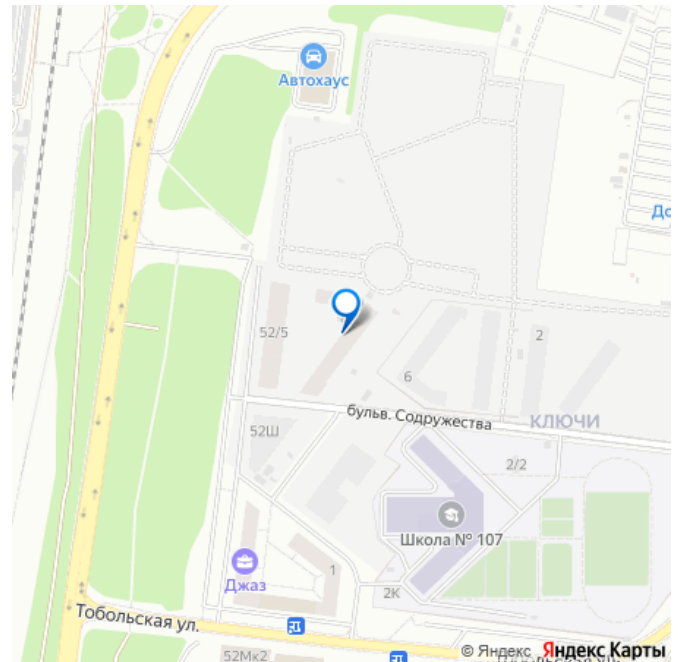 Автохаус
До
52/5
2
6
бульв. Содружества
КЛЮЧИ
52Ш
2/2
Школа № 107
Джаз
1
2К
Тобольская ул.
52Мк2
© Яндекс Яндекс Карты